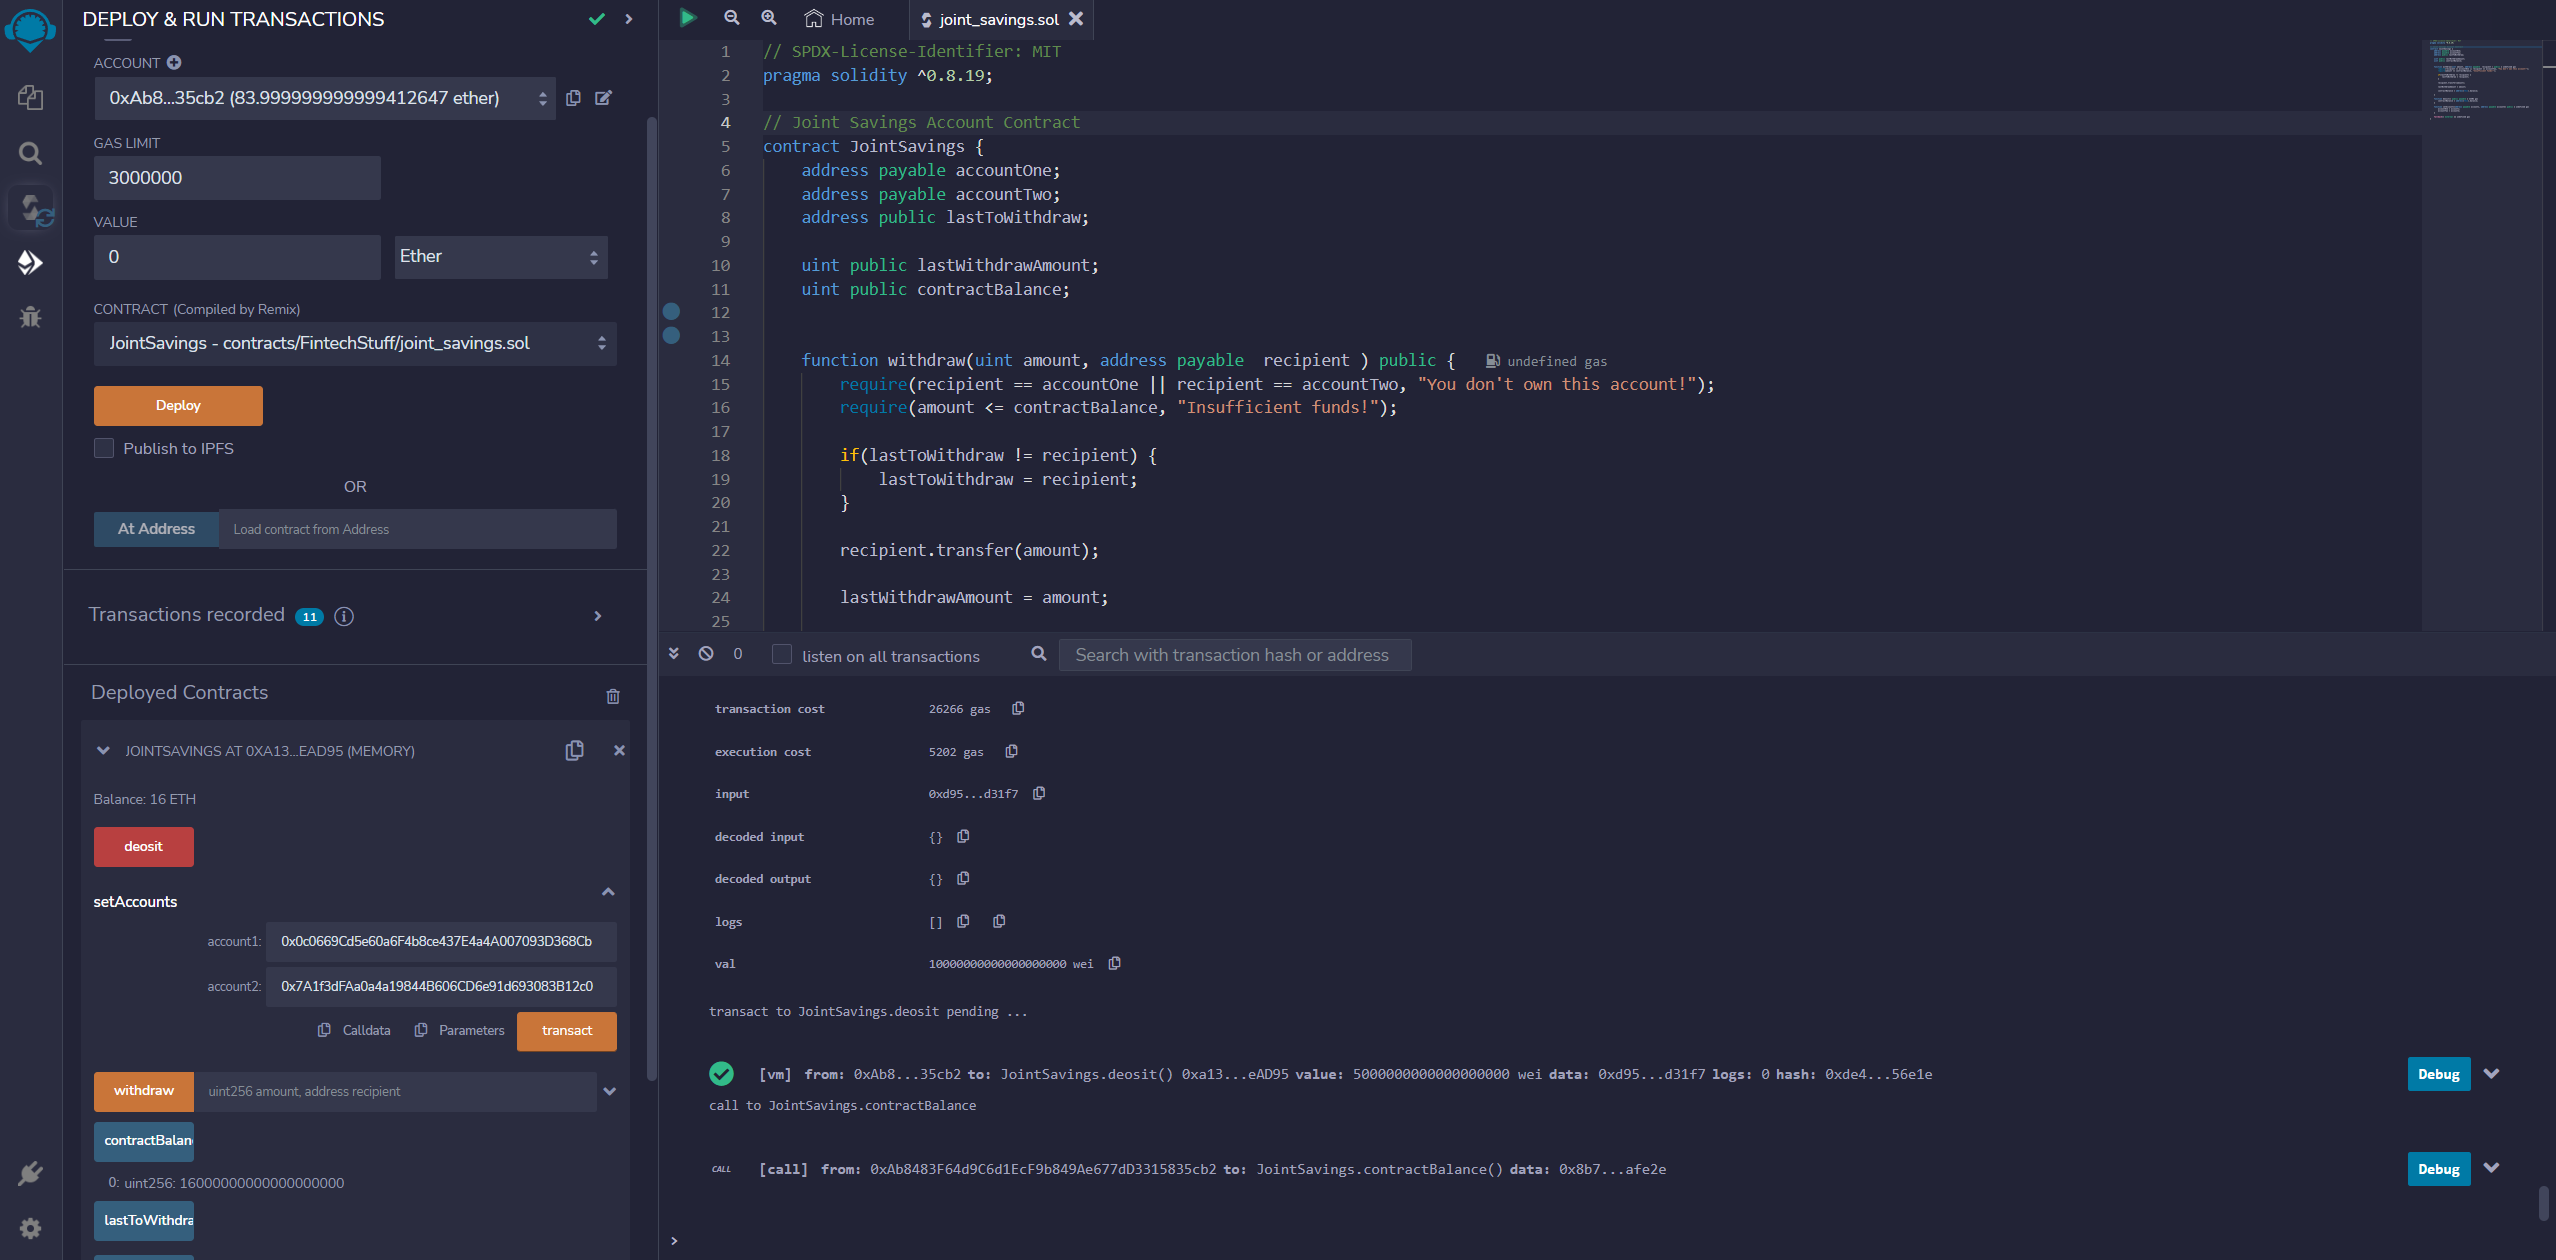 DEPLOY & RUN TRANSACTIONS
ACCOUNT
0xAb8...35cb2 (83.999999999999412647 ether)
GAS LIMIT
3000000
VALUE
0
Ether
CONTRACT (Compiled by Remix)
JointSavings - contracts/FintechStuff/joint_savings.sol
Deploy
Publish to IPFS
OR
At Address
Load contract from Address
Transactions recorded 11 i
Deployed Contracts
JOINTSAVINGS AT 0XA13...EAD95 (MEMORY)
Balance: 16 ETH
deosit
setAccounts
account1: 0x0c0669Cd5e60a6F4b8ce437E4a4A007093D368Cb
account2: 0x7A1f3dFAa0a4a19844B606CD6e91d693083B12c0
Calldata Parameters transact
withdraw uint256 amount, address recipient
contractBalan
0: uint256: 16000000000000000000
lastToWithdra
Home
joint_savings.sol
1 // SPDX-License-Identifier: MIT
2 pragma solidity ^0.8.19;
3
4 // Joint Savings Account Contract
5 contract JointSavings {
6 address payable accountOne;
7 address payable accountTwo;
8 address public lastToWithdraw;
9
10 uint public lastWithdrawAmount;
11 uint public contractBalance;
12
13
14 function withdraw(uint amount, address payable  recipient ) public { undefined gas
15 require(recipient == accountOne || recipient == accountTwo, "You don't own this account!");
16 require(amount <= contractBalance, "Insufficient funds!");
17
18 if(lastToWithdraw != recipient) {
19 lastToWithdraw = recipient;
20 }
21
22 recipient.transfer(amount);
23
24 lastWithdrawAmount = amount;
25
0 listen on all transactions Search with transaction hash or address
transaction cost 26266 gas
execution cost 5202 gas
input 0xd95...d31f7
decoded input {}
decoded output {}
logs []
val 10000000000000000000 wei
transact to JointSavings.deosit pending ...
[vm] from: 0xAb8...35cb2 to: JointSavings.deosit() 0xa13...eAD95 value: 5000000000000000000 wei data: 0xd95...d31f7 logs: 0 hash: 0xde4...56e1e Debug
call to JointSavings.contractBalance
CALL [call] from: 0xAb8483F64d9C6d1EcF9b849Ae677dD3315835cb2 to: JointSavings.contractBalance() data: 0x8b7...afe2e Debug
>